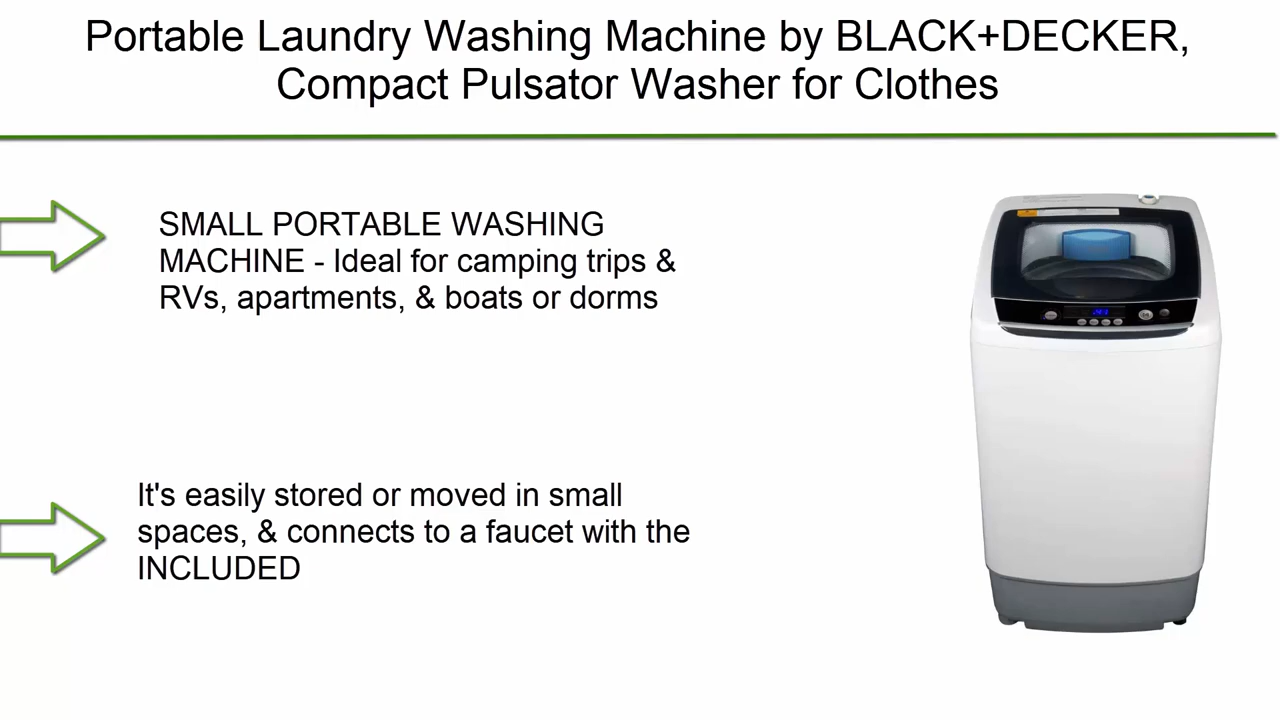 Portable Laundry Washing Machine by BLACK+DECKER,
Compact Pulsator Washer for Clothes
SMALL PORTABLE WASHING
MACHINE - Ideal for camping trips &
RVs, apartments, & boats or dorms
It's easily stored or moved in small
spaces, & connects to a faucet with the
INCLUDED